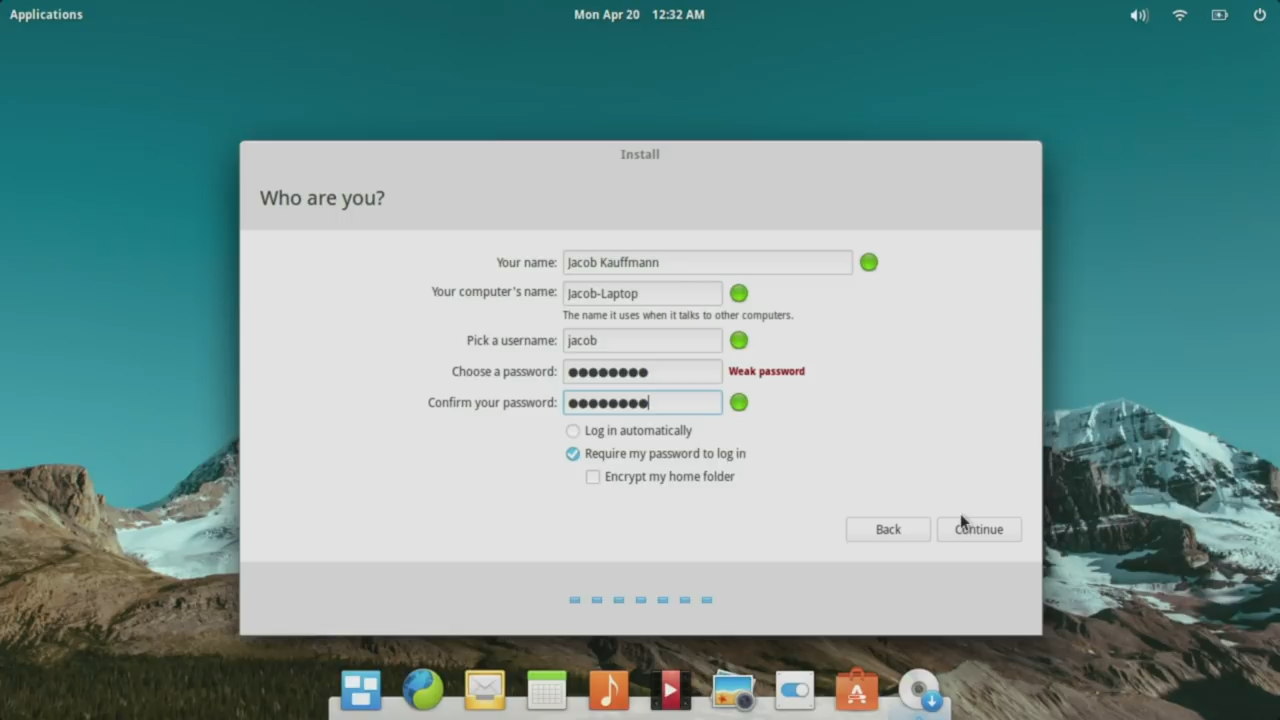 Applications
Mon Apr 20 12:32 AM
Install
Who are you?
Your name: Jacob Kauffmann
Your computer's name: Jacob-Laptop
The name it uses when it talks to other computers.
Pick a username: jacob
Choose a password: ●●●●●●●● Weak password
Confirm your password: ●●●●●●●●
Log in automatically
Require my password to log in
Encrypt my home folder
Back Continue